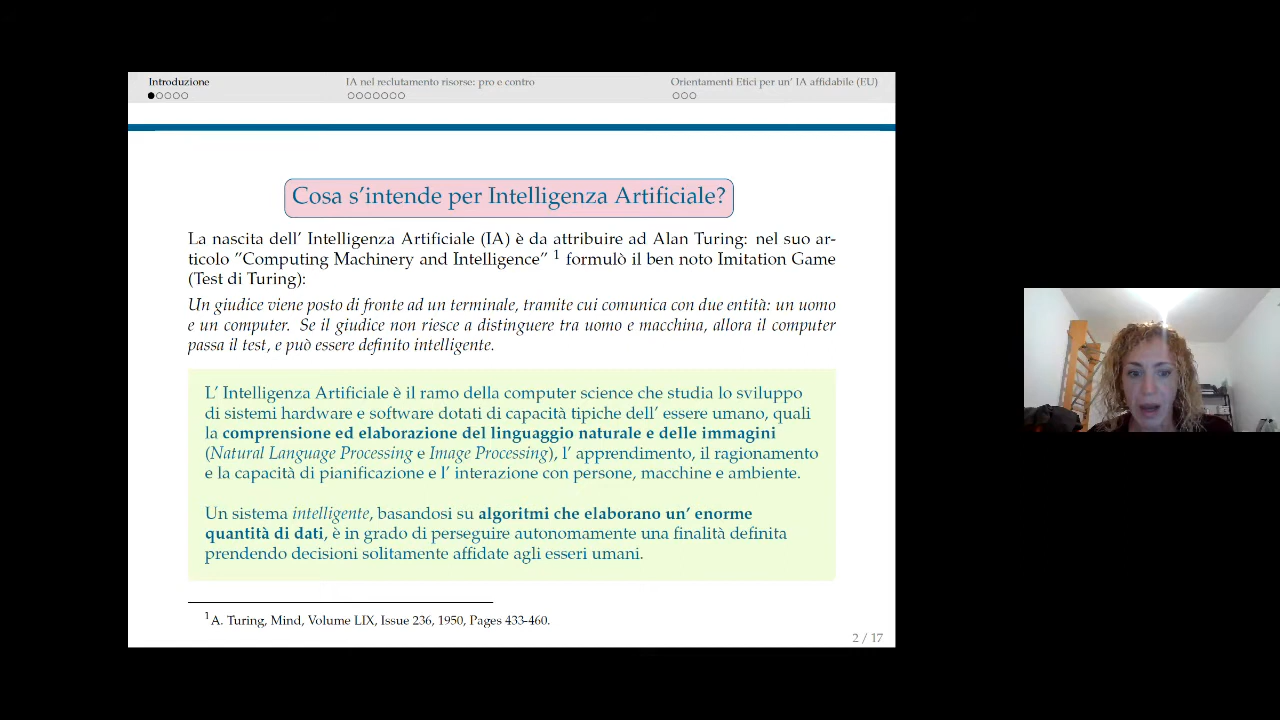 Introduzione
IA nel reclutamento risorse: pro e contro
Orientamenti Etici per un' IA affidabile (EU)
Cosa s'intende per Intelligenza Artificiale?
La nascita dell' Intelligenza Artificiale (IA) è da attribuire ad Alan Turing: nel suo ar-
ticolo "Computing Machinery and Intelligence" 1 formulò il ben noto Imitation Game
(Test di Turing):
Un giudice viene posto di fronte ad un terminale, tramite cui comunica con due entità: un uomo
e un computer. Se il giudice non riesce a distinguere tra uomo e macchina, allora il computer
passa il test, e può essere definito intelligente.
L' Intelligenza Artificiale è il ramo della computer science che studia lo sviluppo
di sistemi hardware e software dotati di capacità tipiche dell' essere umano, quali
la comprensione ed elaborazione del linguaggio naturale e delle immagini
(Natural Language Processing e Image Processing), l' apprendimento, il ragionamento
e la capacità di pianificazione e l' interazione con persone, macchine e ambiente.
Un sistema intelligente, basandosi su algoritmi che elaborano un' enorme
quantità di dati, è in grado di perseguire autonomamente una finalità definita
prendendo decisioni solitamente affidate agli esseri umani.
1A. Turing, Mind, Volume LIX, Issue 236, 1950, Pages 433-460.
2 / 17